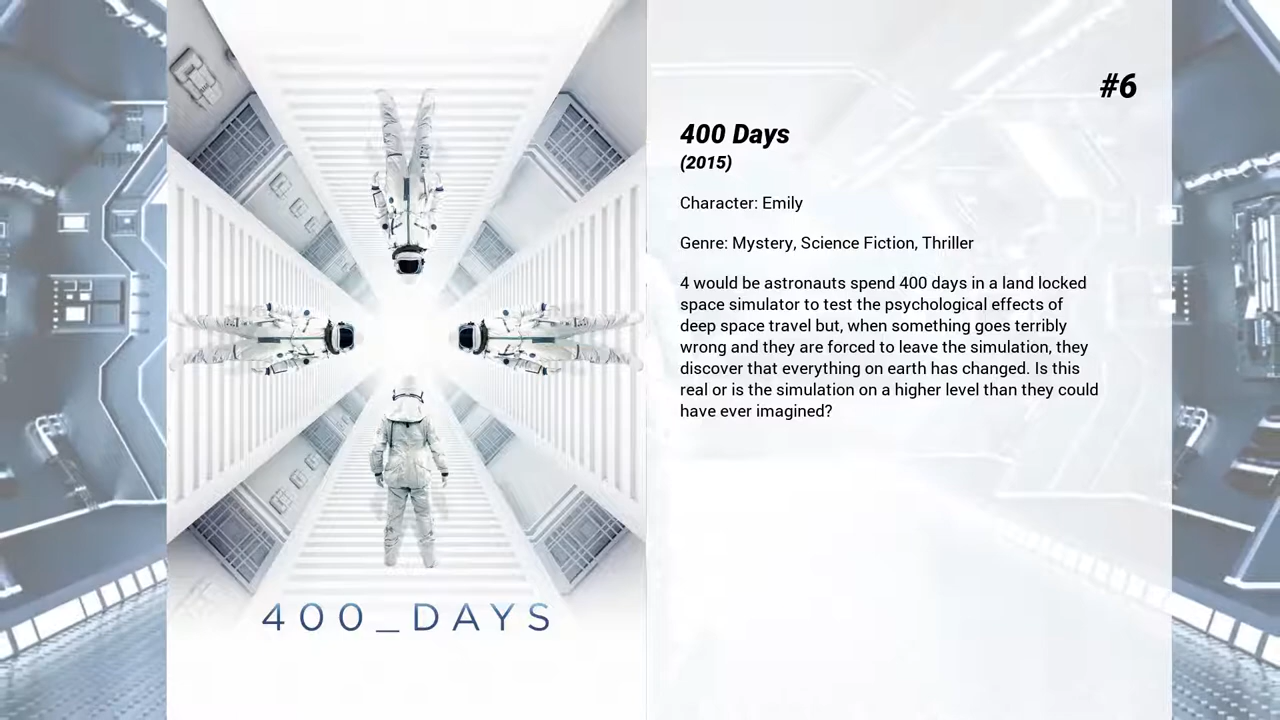 #6
400 Days
(2015)
Character: Emily
Genre: Mystery, Science Fiction, Thriller
4 would be astronauts spend 400 days in a land locked
space simulator to test the psychological effects of
deep space travel but, when something goes terribly
wrong and they are forced to leave the simulation, they
discover that everything on earth has changed. Is this
real or is the simulation on a higher level than they could
have ever imagined?
400_DAYS